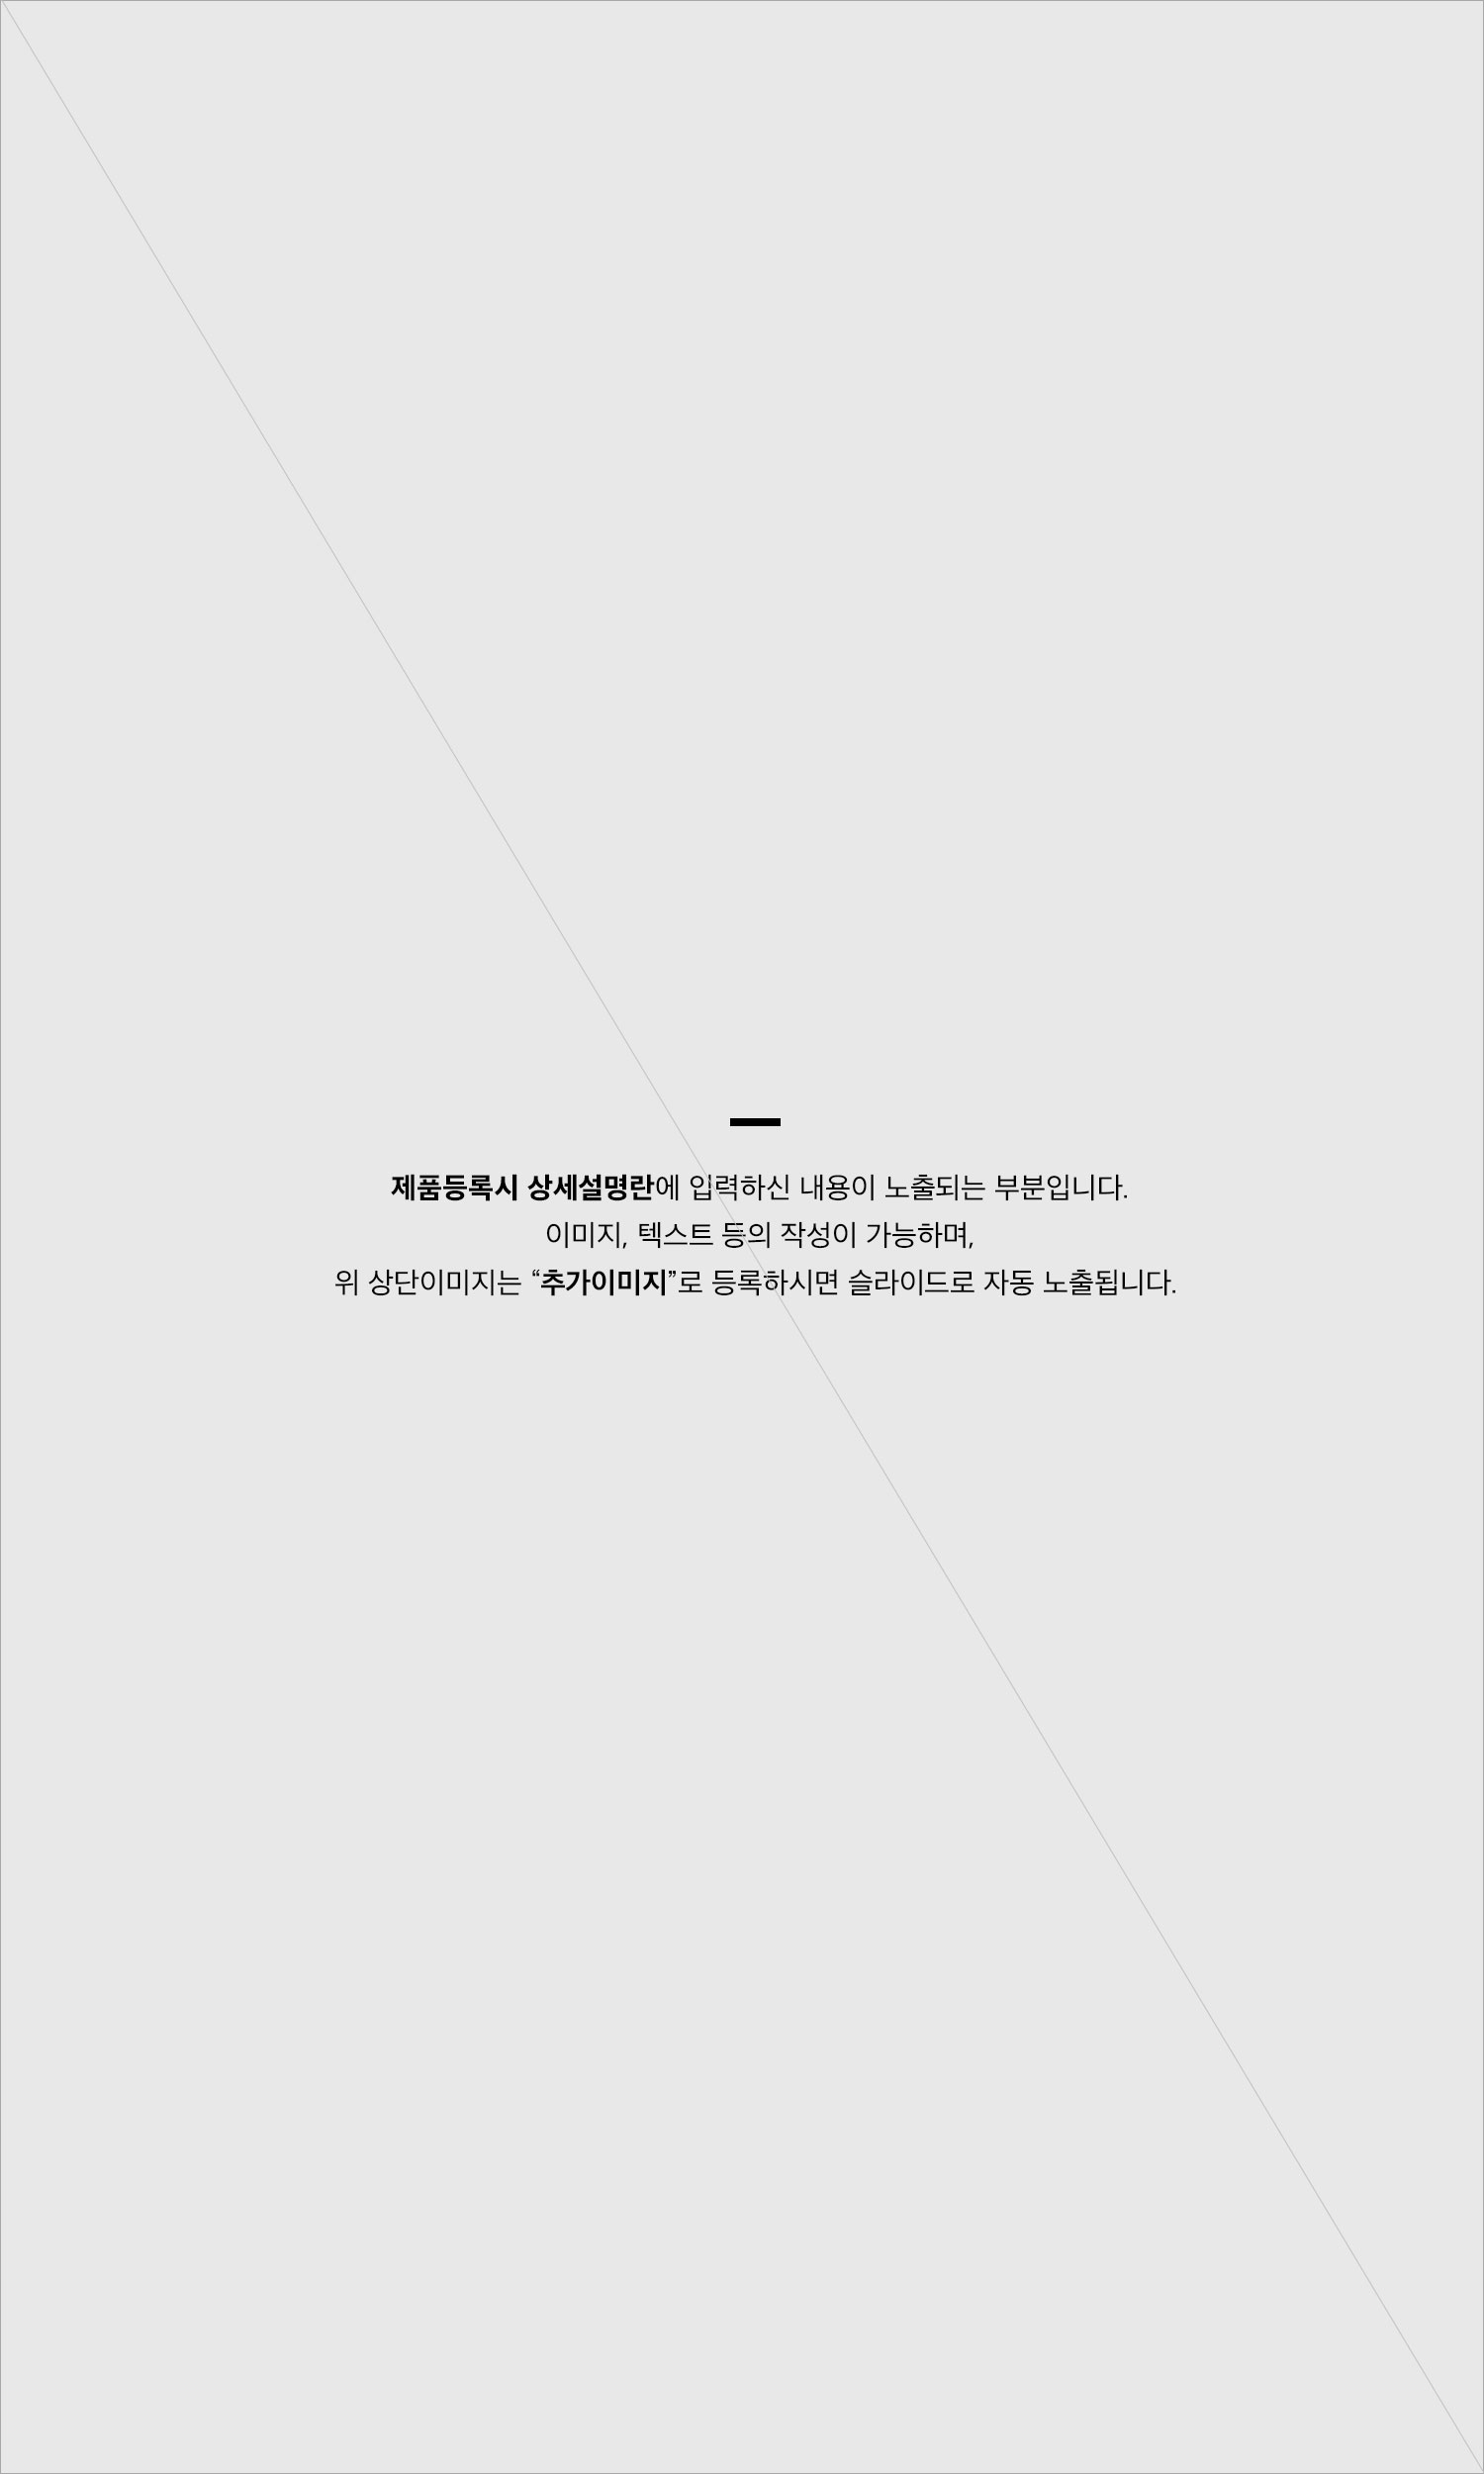 제품등록시 상세설명란에 입력하신 내용이 노출되는 부분입니다.
이미지, 텍스트 등의 작성이 가능하며,
위 상단이미지는 “추가이미지”로 등록하시면 슬라이드로 자동 노출됩니다.